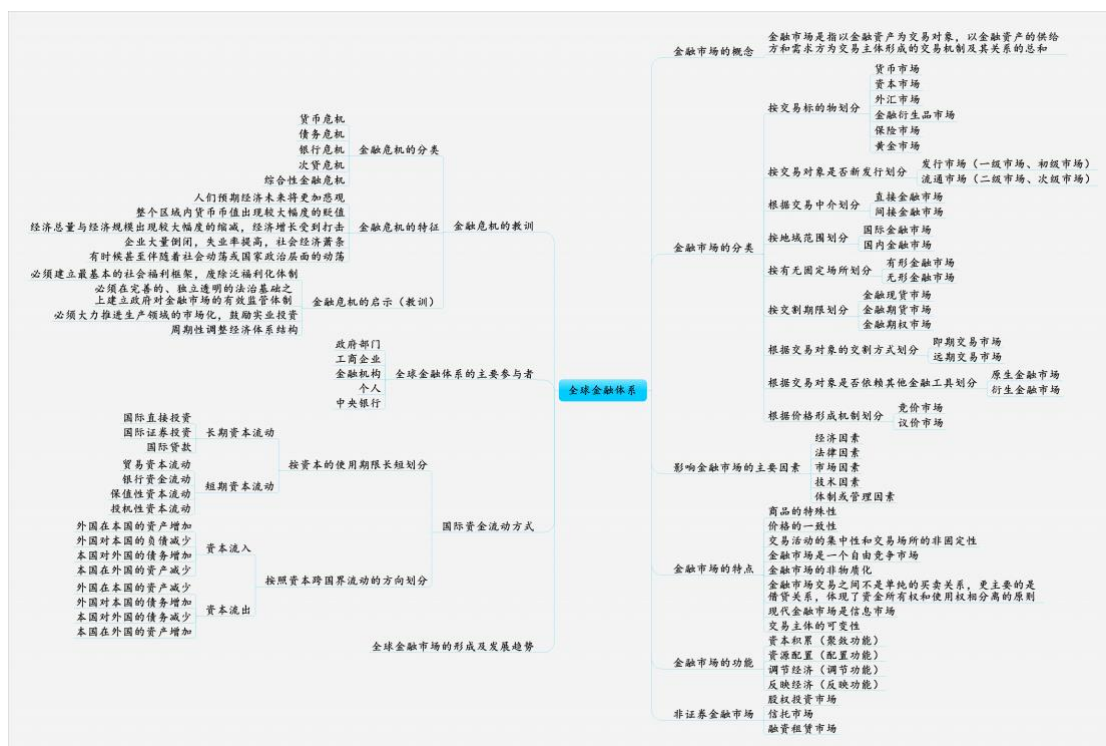 全球金融体系
金融市场的概念
金融市场是指以金融资产为交易对象，以金融资产的供给
方和需求方为交易主体形成的交易机制及其关系的总和
金融市场的分类
按交易标的物划分
货币市场
资本市场
外汇市场
金融衍生品市场
保险市场
黄金市场
按交易对象是否新发行划分
发行市场（一级市场、初级市场）
流通市场（二级市场、次级市场）
根据交易中介划分
直接金融市场
间接金融市场
按地域范围划分
国际金融市场
国内金融市场
按有无固定场所划分
有形金融市场
无形金融市场
按交割期限划分
金融现货市场
金融期货市场
金融期权市场
根据交易对象的交割方式划分
即期交易市场
远期交易市场
根据交易对象是否依赖其他金融工具划分
原生金融市场
衍生金融市场
根据价格形成机制划分
竞价市场
议价市场
影响金融市场的主要因素
经济因素
法律因素
市场因素
技术因素
体制或管理因素
金融市场的特点
商品的特殊性
价格的一致性
交易活动的集中性和交易场所的非固定性
金融市场是一个自由竞争市场
金融市场的非物质化
金融市场交易之间不是单纯的买卖关系，更主要的是
借贷关系，体现了资金所有权和使用权相分离的原则
现代金融市场是信息市场
交易主体的可变性
金融市场的功能
资本积累（聚敛功能）
资源配置（配置功能）
调节经济（调节功能）
反映经济（反映功能）
非证券金融市场
股权投资市场
信托市场
融资租赁市场
金融危机的教训
金融危机的分类
货币危机
债务危机
银行危机
次贷危机
综合性金融危机
金融危机的特征
人们预期经济未来将更加悲观
整个区域内货币币值出现较大幅度的贬值
经济总量与经济规模出现较大幅度的缩减，经济增长受到打击
企业大量倒闭，失业率提高，社会经济萧条
有时候甚至伴随着社会动荡或国家政治层面的动荡
金融危机的启示（教训）
必须建立最基本的社会福利框架，废除泛福利化体制
必须在完善的、独立透明的法治基础之
上建立政府对金融市场的有效监管体制
必须大力推进生产领域的市场化，鼓励实业投资
周期性调整经济体系结构
全球金融体系的主要参与者
政府部门
工商企业
金融机构
个人
中央银行
国际资金流动方式
按资本的使用期限长短划分
长期资本流动
国际直接投资
国际证券投资
国际贷款
短期资本流动
贸易资本流动
银行资金流动
保值性资本流动
投机性资本流动
按照资本跨国界流动的方向划分
资本流入
外国在本国的资产增加
外国对本国的负债减少
本国对外国的债务增加
本国在外国的资产减少
资本流出
外国在本国的资产减少
外国对本国的债务增加
本国对外国的债务减少
本国在外国的资产增加
全球金融市场的形成及发展趋势